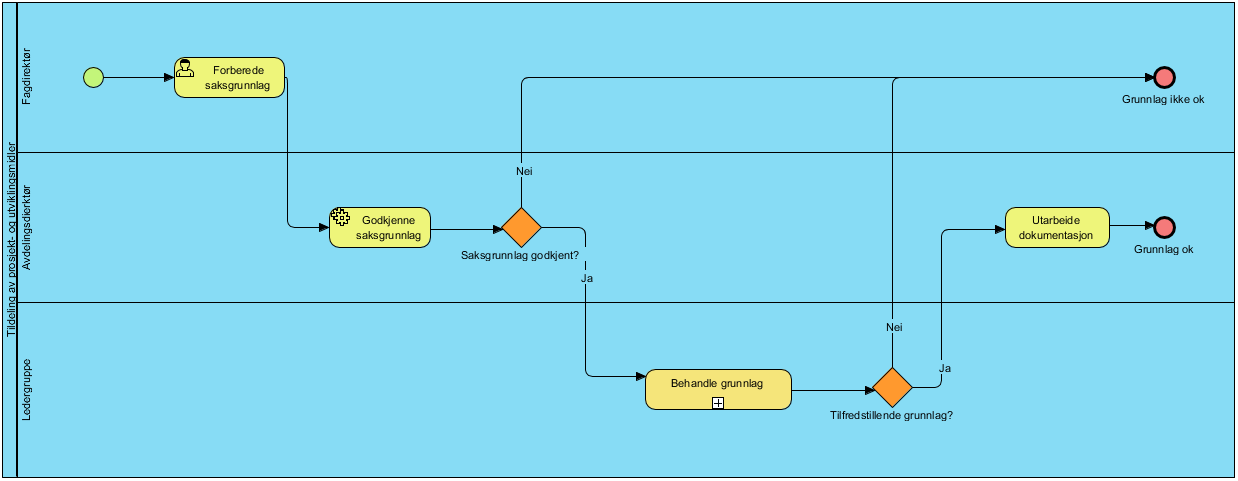 Tildeling av prosjekt- og utviklingsmidler
Fagdirektør
Forberede
saksgrunnlag
Grunnlag ikke ok
Nei
Avdelingsdierktør
Godkjenne
saksgrunnlag
Saksgrunnlag godkjent?
Ja
Utarbeide
dokumentasjon
Grunnlag ok
Ledergruppe
Nei
Behandle grunnlag
Ja
Tilfredstillende grunnlag?